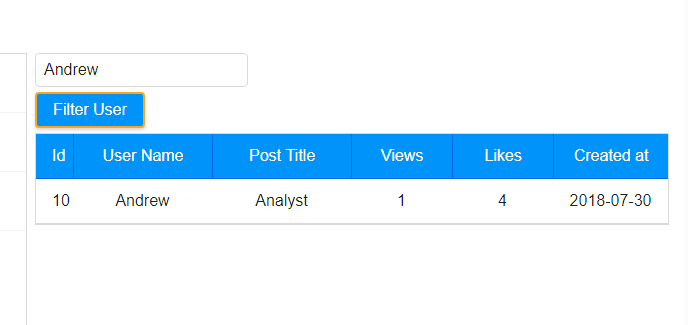 Andrew
Filter User
Id User Name Post Title Views Likes Created at
10 Andrew Analyst 1 4 2018-07-30